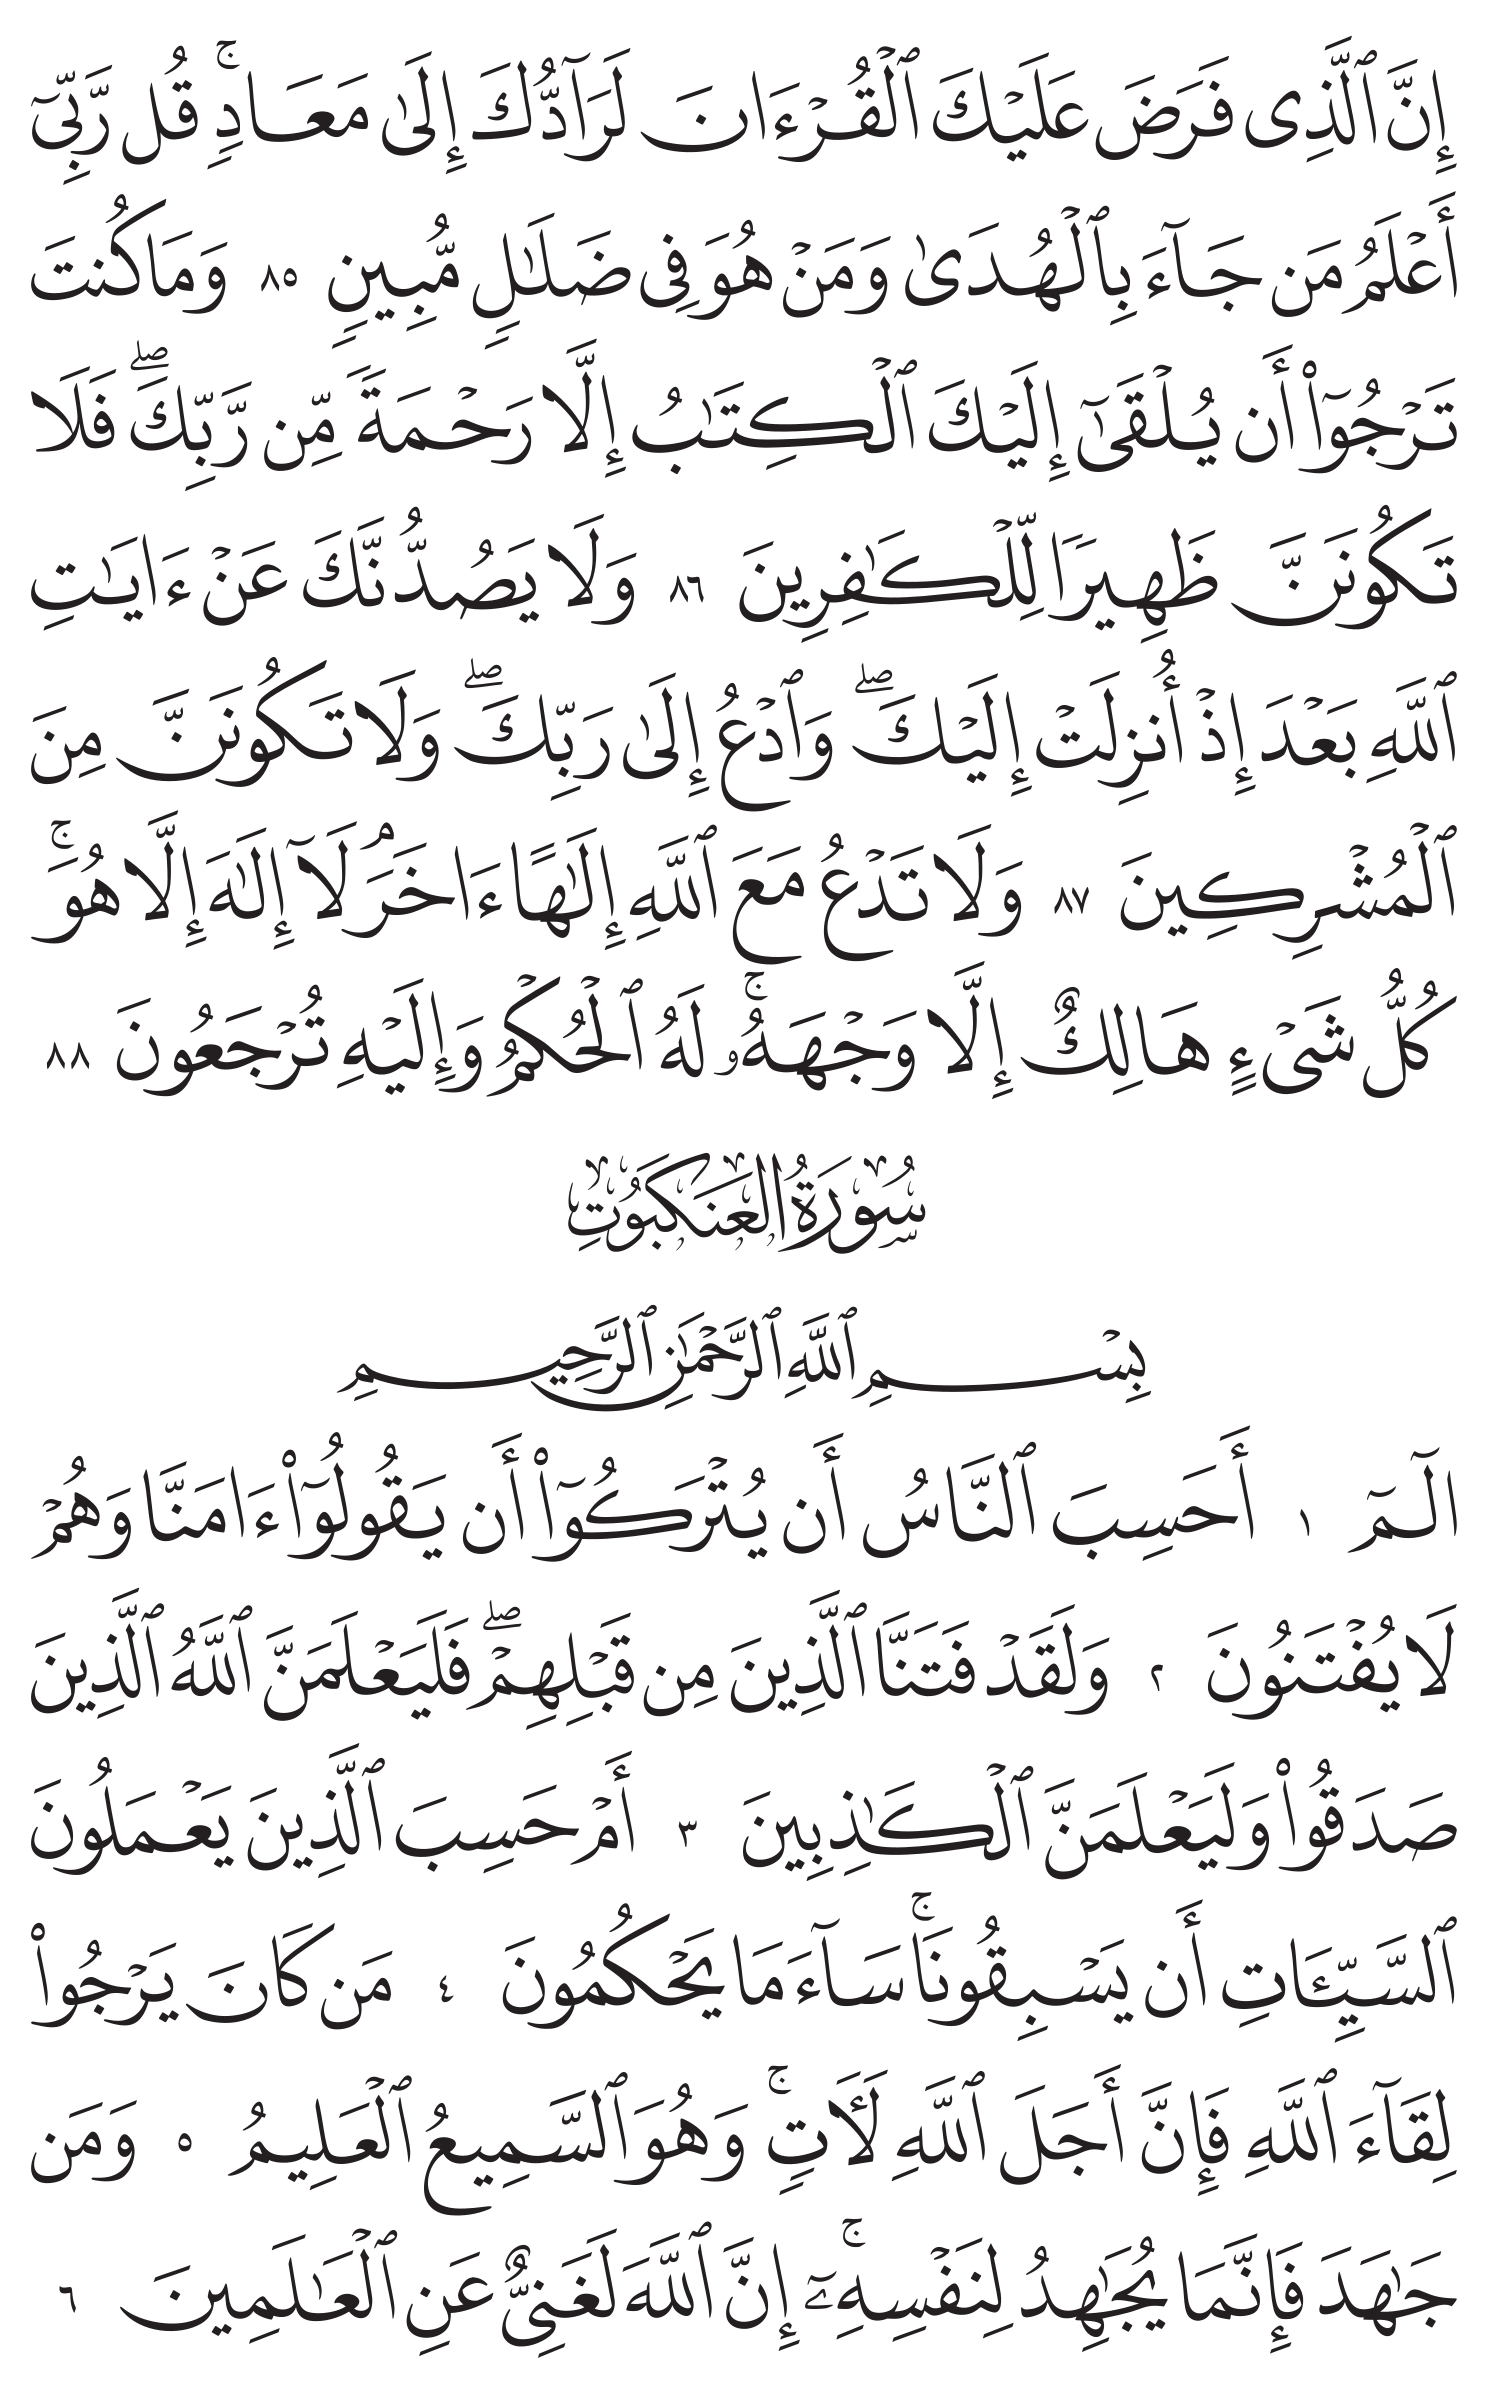 إِنَّ ٱلَّذِى فَرَضَ عَلَيْكَ ٱلْقُرْءَانَ لَرَآدُّكَ إِلَىٰ مَعَادٍۚ قُل رَّبِّىٓ
أَعْلَمُ مَن جَآءَ بِٱلْهُدَىٰ وَمَنْ هُوَ فِى ضَلَـٰلٍ مُّبِينٍ ٨٥ وَمَا كُنتَ
تَرْجُوٓا۟ أَن يُلْقَىٰٓ إِلَيْكَ ٱلْكِتَـٰبُ إِلَّا رَحْمَةً مِّن رَّبِّكَۖ فَلَا
تَكُونَنَّ ظَهِيرًا لِّلْكَـٰفِرِينَ ٨٦ وَلَا يَصُدُّنَّكَ عَنْ ءَايَـٰتِ
ٱللَّهِ بَعْدَ إِذْ أُنزِلَتْ إِلَيْكَۖ وَٱدْعُ إِلَىٰ رَبِّكَۖ وَلَا تَكُونَنَّ مِنَ
ٱلْمُشْرِكِينَ ٨٧ وَلَا تَدْعُ مَعَ ٱللَّهِ إِلَـٰهًا ءَاخَرَۘ لَآ إِلَـٰهَ إِلَّا هُوَۚ
كُلُّ شَىْءٍ هَالِكٌ إِلَّا وَجْهَهُۥۚ لَهُ ٱلْحُكْمُ وَإِلَيْهِ تُرْجَعُونَ ٨٨
سُورَةُ العَنكَبُوتِ
بِسْمِ ٱللَّهِ ٱلرَّحْمَـٰنِ ٱلرَّحِيمِ
الٓمٓ ١ أَحَسِبَ ٱلنَّاسُ أَن يُتْرَكُوٓا۟ أَن يَقُولُوٓا۟ ءَامَنَّا وَهُمْ
لَا يُفْتَنُونَ ٢ وَلَقَدْ فَتَنَّا ٱلَّذِينَ مِن قَبْلِهِمْۖ فَلَيَعْلَمَنَّ ٱللَّهُ ٱلَّذِينَ
صَدَقُوا۟ وَلَيَعْلَمَنَّ ٱلْكَـٰذِبِينَ ٣ أَمْ حَسِبَ ٱلَّذِينَ يَعْمَلُونَ
ٱلسَّيِّـَٔاتِ أَن يَسْبِقُونَاۚ سَآءَ مَا يَحْكُمُونَ ٤ مَن كَانَ يَرْجُوا۟
لِقَآءَ ٱللَّهِ فَإِنَّ أَجَلَ ٱللَّهِ لَـَٔاتٍۚ وَهُوَ ٱلسَّمِيعُ ٱلْعَلِيمُ ٥ وَمَن
جَـٰهَدَ فَإِنَّمَا يُجَـٰهِدُ لِنَفْسِهِۦٓۚ إِنَّ ٱللَّهَ لَغَنِىٌّ عَنِ ٱلْعَـٰلَمِينَ ٦